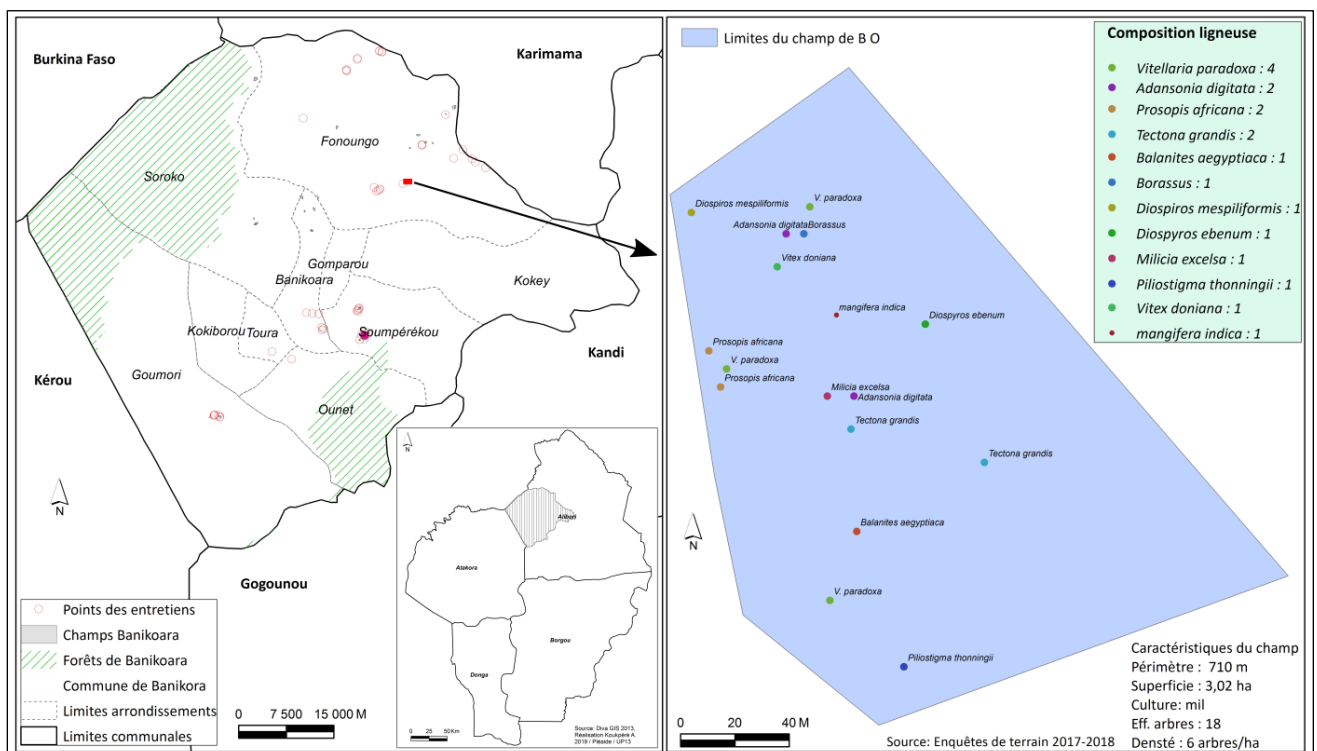 Burkina Faso
Karimama
Fonoungo
Soroko
Gomparou
Banikoara
Kokey
Kokiborou
Toura
Soumpérékou
Kandi
Kérou
Goumori
Ounet
N
Gogounou
Points des entretiens
Champs Banikoara
Forêts de Banikoara
Commune de Banikora
Limites arrondissements
Limites communales
0 7 500 15 000 M
N
Alibori
Atakora
Borgou
Donga
0 25 50 Km
Source: Diva GIS 2013,
Réalisation Koukpéré A.
2019 / Pléiade / UP13
Limites du champ de B O
Composition ligneuse
Vitellaria paradoxa : 4
Adansonia digitata : 2
Prosopis africana : 2
Tectona grandis : 2
Balanites aegyptiaca : 1
Borassus : 1
Diospiros mespiliformis : 1
Diospyros ebenum : 1
Milicia excelsa : 1
Piliostigma thonningii : 1
Vitex doniana : 1
mangifera indica : 1
Diospiros mespiliformis
V. paradoxa
Adansonia digitata
Borassus
Vitex doniana
mangifera indica
Diospyros ebenum
Prosopis africana
V. paradoxa
Prosopis africana
Milicia excelsa
Adansonia digitata
Tectona grandis
Tectona grandis
N
Balanites aegyptiaca
V. paradoxa
Piliostigma thonningii
Caractéristiques du champ
Périmètre : 710 m
Superficie : 3,02 ha
Culture: mil
Eff. arbres : 18
Densté : 6 arbres/ha
0 20 40 M
Source: Enquêtes de terrain 2017-2018